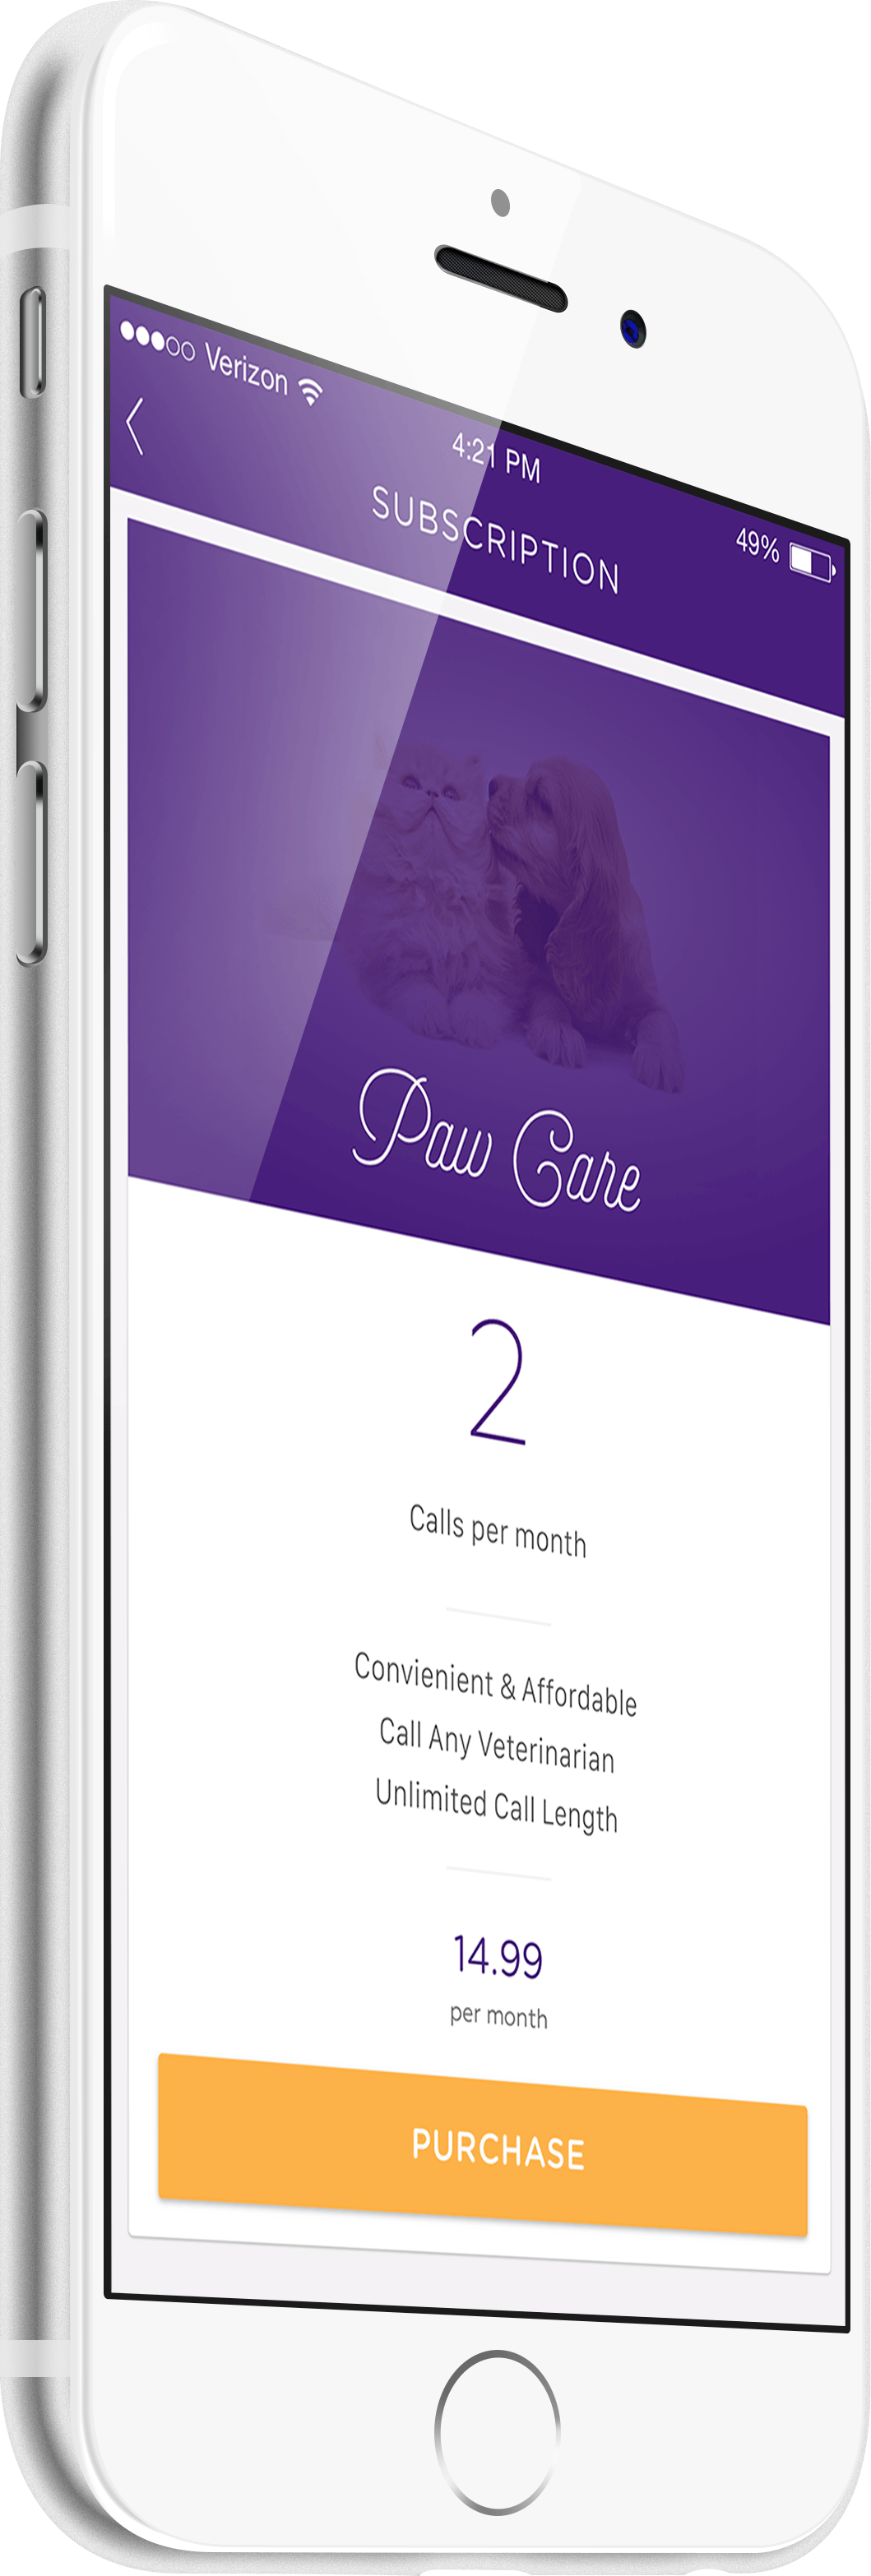 Verizon
4:21 PM
49%
SUBSCRIPTION
Paw Care
2
Calls per month
Convienient & Affordable
Call Any Veterinarian
Unlimited Call Length
14.99
per month
PURCHASE